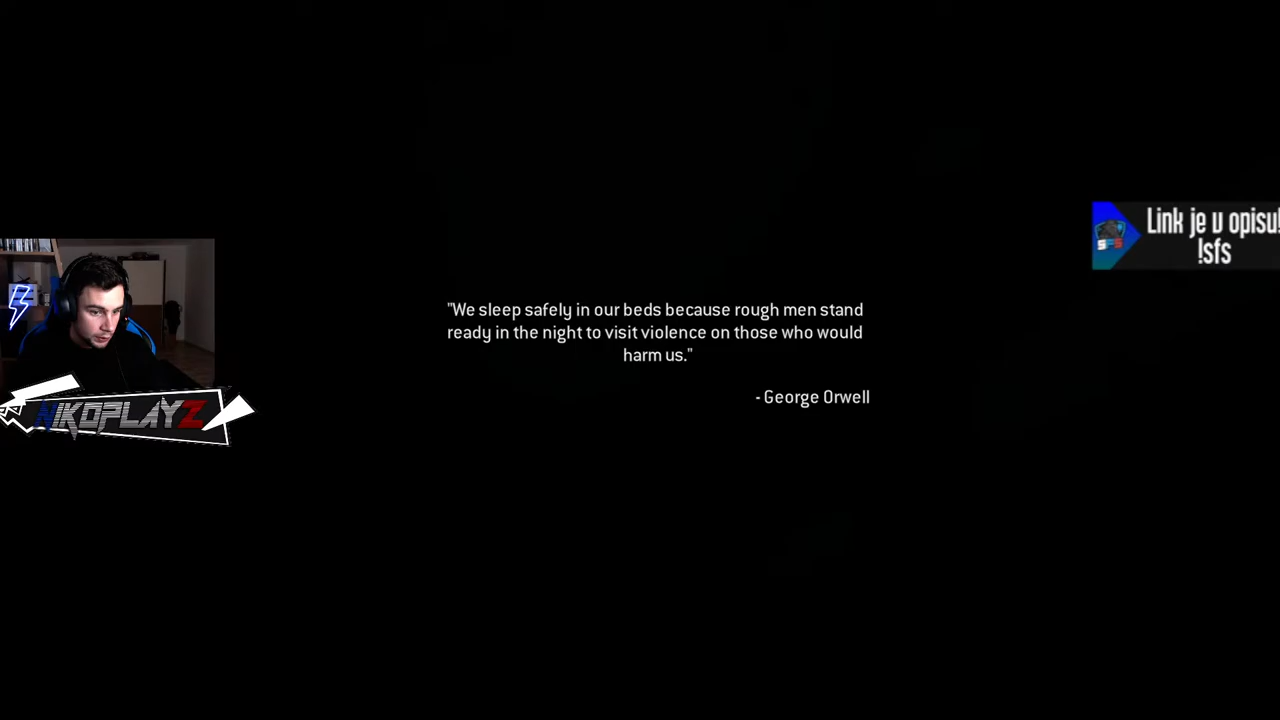 "We sleep safely in our beds because rough men stand
ready in the night to visit violence on those who would
harm us."
- George Orwell
Link je u opisu!
!sfs
SFS
NIKOPLAYZ